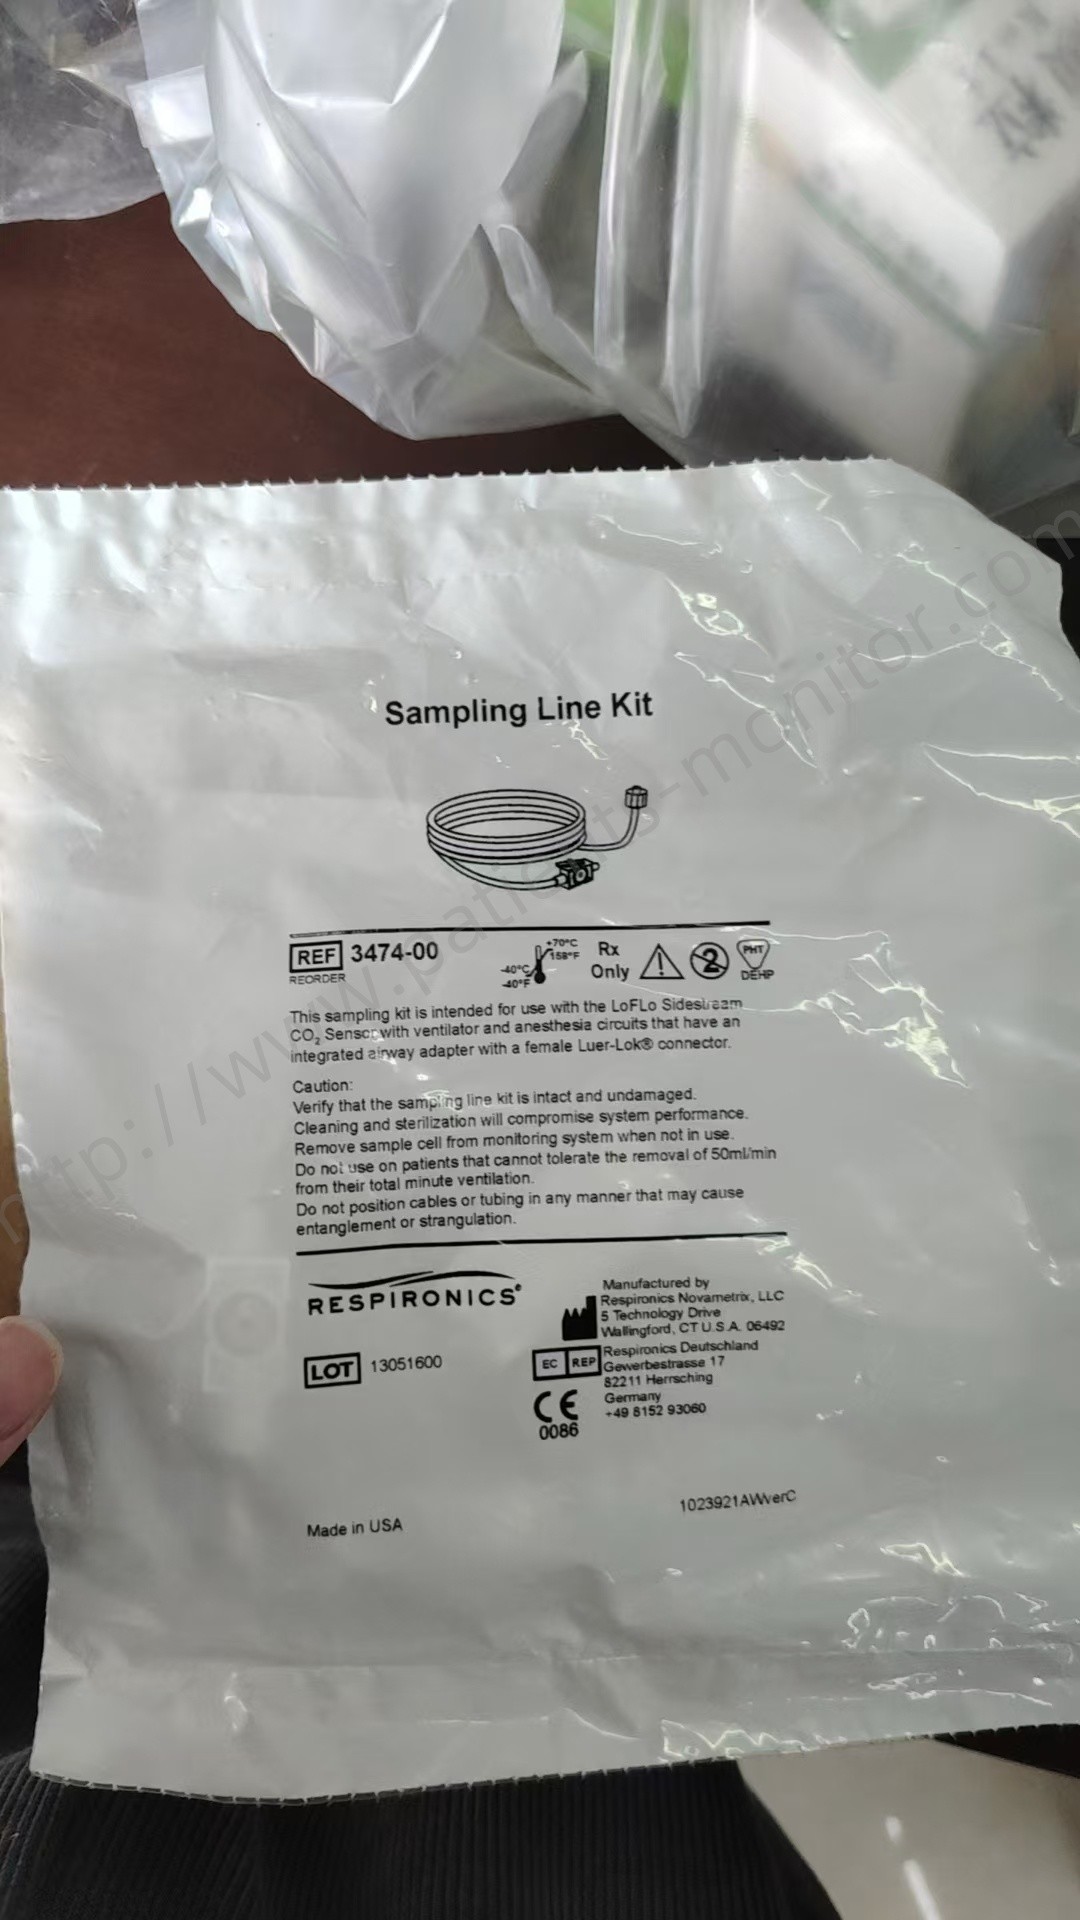 Sampling Line Kit
REF 3474-00
REORDER
+70°C
158°F
-40°C
-40°F
Rx
Only
2
PHT
DEHP
This sampling kit is intended for use with the LoFLo Sidestream
CO₂ Sensor with ventilator and anesthesia circuits that have an
integrated airway adapter with a female Luer-Lok® connector.
Caution:
Verify that the sampling line kit is intact and undamaged.
Cleaning and sterilization will compromise system performance.
Remove sample cell from monitoring system when not in use.
Do not use on patients that cannot tolerate the removal of 50ml/min
from their total minute ventilation.
Do not position cables or tubing in any manner that may cause
entanglement or strangulation.
RESPIRONICS®
Manufactured by
Respironics Novametrix, LLC
5 Technology Drive
Wallingford, CT U.S.A. 06492
LOT 13051600
EC REP
Respironics Deutschland
Gewerbestrasse 17
82211 Herrsching
Germany
+49 8152 93060
CE
0086
Made in USA
1023921AWverC
http://www.patients-monitor.com